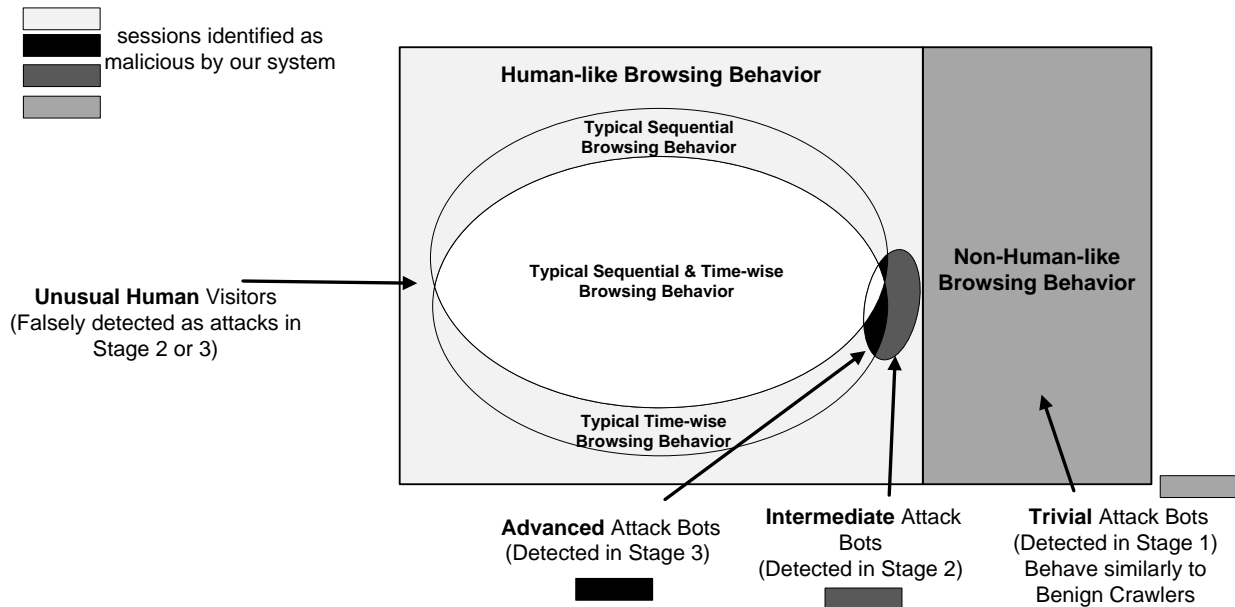 sessions identified as
malicious by our system
Human-like Browsing Behavior
Typical Sequential
Browsing Behavior
Typical Sequential & Time-wise
Browsing Behavior
Non-Human-like
Browsing Behavior
Unusual Human Visitors
(Falsely detected as attacks in
Stage 2 or 3)
Typical Time-wise
Browsing Behavior
Advanced Attack Bots
(Detected in Stage 3)
Intermediate Attack
Bots
(Detected in Stage 2)
Trivial Attack Bots
(Detected in Stage 1)
Behave similarly to
Benign Crawlers